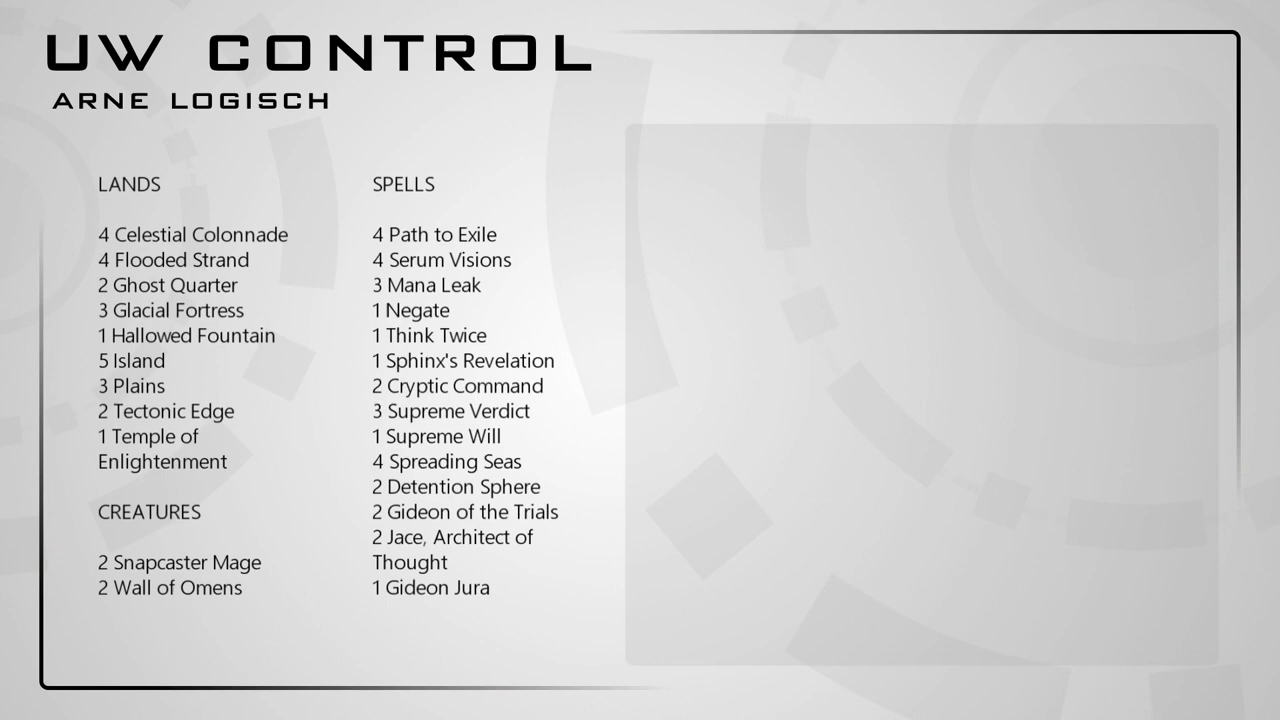 UW CONTROL
ARNE LOGISCH
LANDS
4 Celestial Colonnade
4 Flooded Strand
2 Ghost Quarter
3 Glacial Fortress
1 Hallowed Fountain
5 Island
3 Plains
2 Tectonic Edge
1 Temple of
Enlightenment
CREATURES
2 Snapcaster Mage
2 Wall of Omens
SPELLS
4 Path to Exile
4 Serum Visions
3 Mana Leak
1 Negate
1 Think Twice
1 Sphinx's Revelation
2 Cryptic Command
3 Supreme Verdict
1 Supreme Will
4 Spreading Seas
2 Detention Sphere
2 Gideon of the Trials
2 Jace, Architect of
Thought
1 Gideon Jura